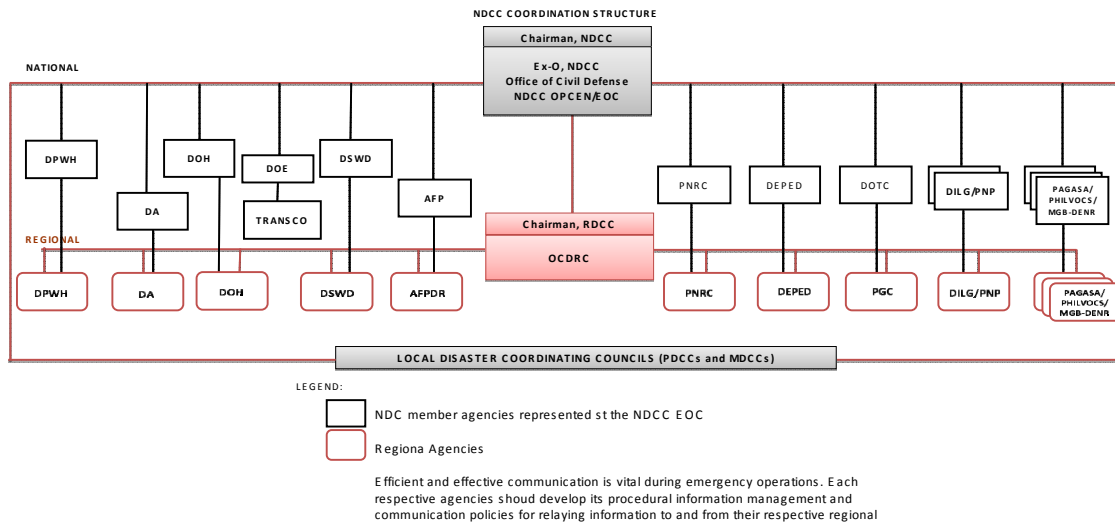 NDCC COORDINATION STRUCTURE
Chairman, NDCC
Ex-O, NDCC
Office of Civil Defense
NDCC OPCEN/EOC
NATIONAL
DPWH
DA
DOH
DOE
TRANSCO
DSWD
AFP
PNRC
DEPED
DOTC
DILG/PNP
PAGASA/
PHILVOCS/
MGB-DENR
REGIONAL
Chairman, RDCC
OCDRC
DPWH
DA
DOH
DSWD
AFPDR
PNRC
DEPED
PGC
DILG/PNP
PAGASA/
PHILVOCS/
MGB-DENR
LOCAL DISASTER COORDINATING COUNCILS (PDCCs and MDCCs)
LEGEND:
NDC member agencies represented st the NDCC EOC
Regiona Agencies
Efficient and effective communication is vital during emergency operations. Each
respective agencies shoud develop its procedural information management and
communication policies for relaying information to and from their respective regional